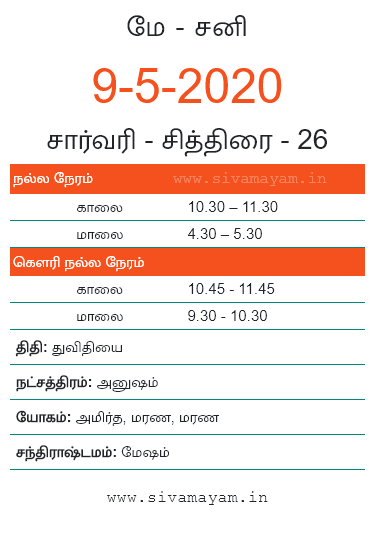 மே - சனி
9-5-2020
சார்வரி - சித்திரை - 26
நல்ல நேரம் www.sivamayam.in
காலை 10.30 – 11.30
மாலை 4.30 – 5.30
கௌரி நல்ல நேரம்
காலை 10.45 - 11.45
மாலை 9.30 - 10.30
திதி: துவிதியை
நட்சத்திரம்: அனுஷம்
யோகம்: அமிர்த, மரண, மரண
சந்திராஷ்டமம்: மேஷம்
www.sivamayam.in